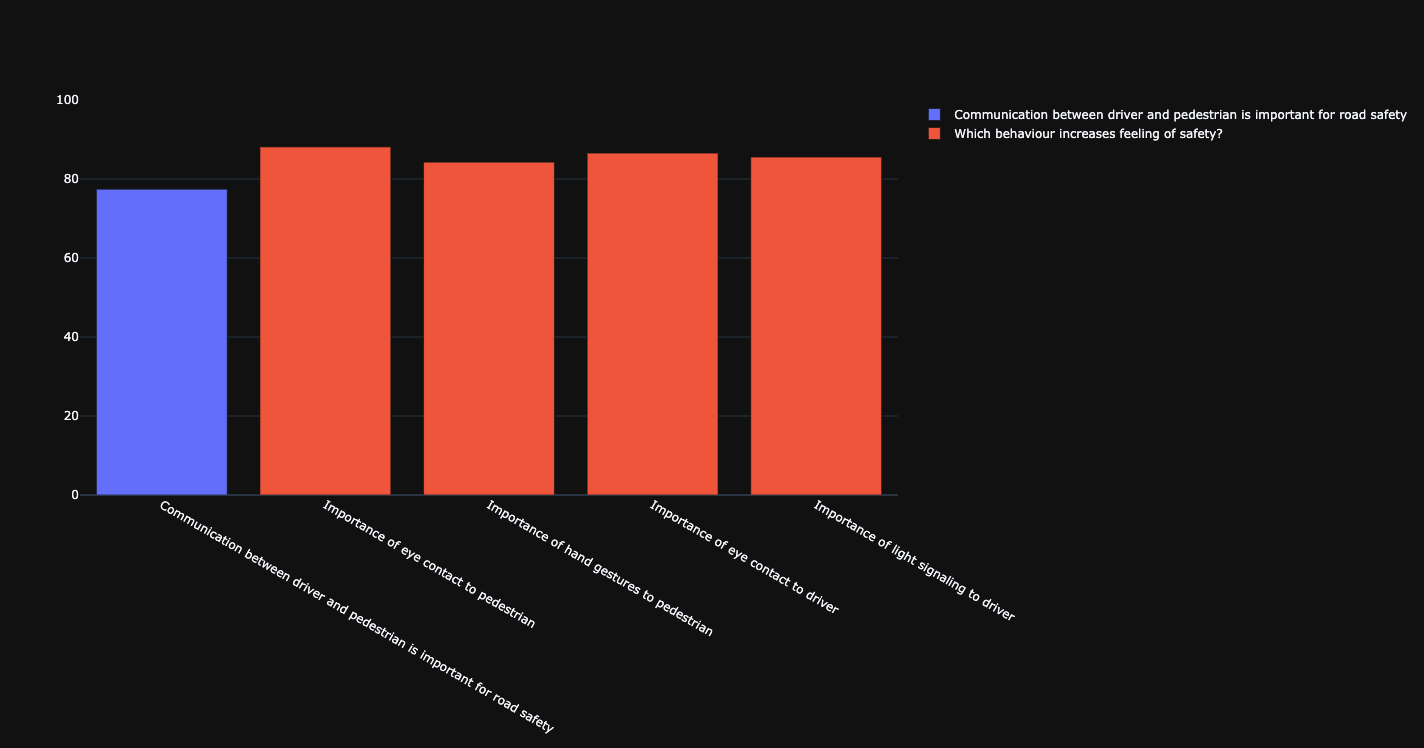 100
80
60
40
20
0
Communication between driver and pedestrian is important for road safety
Importance of eye contact to pedestrian
Importance of hand gestures to pedestrian
Importance of eye contact to driver
Importance of light signaling to driver
Communication between driver and pedestrian is important for road safety
Which behaviour increases feeling of safety?